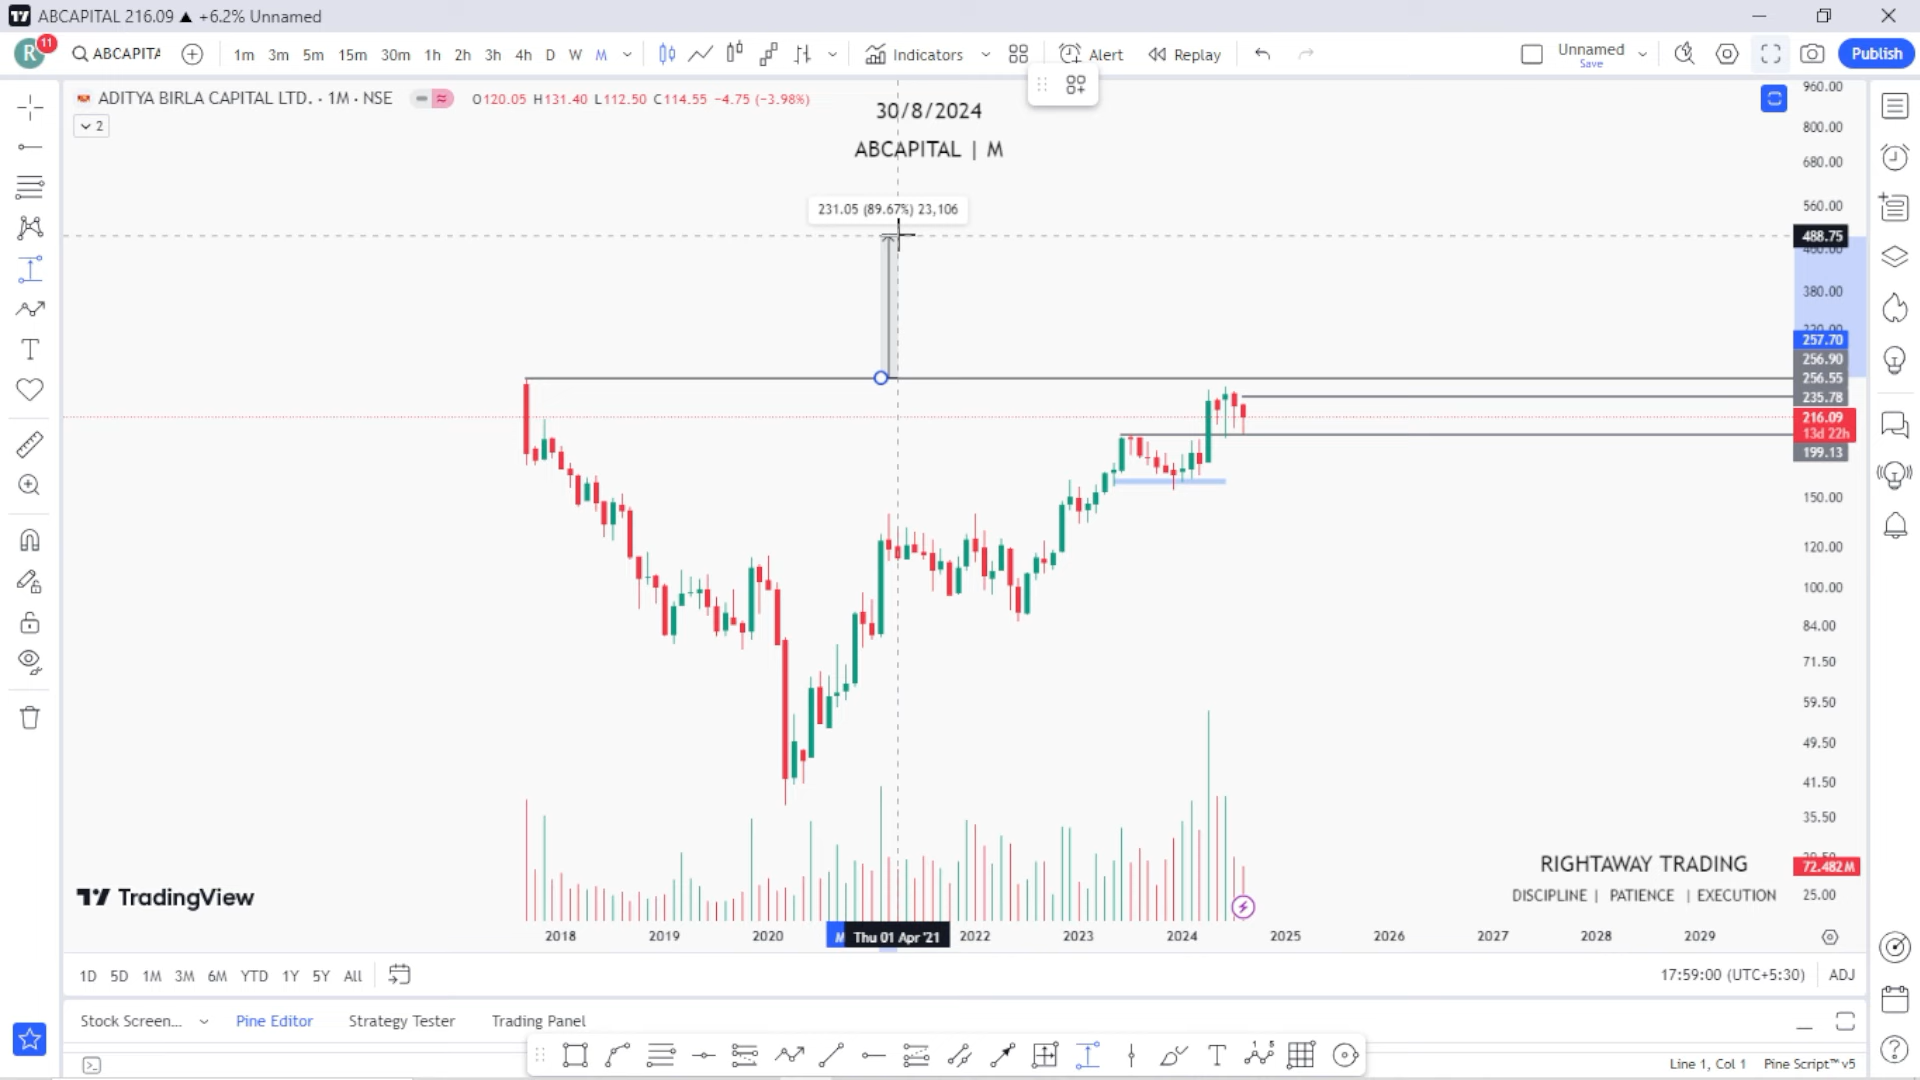 ABCAPITAL 216.09 ▲ +6.2% Unnamed
R 11 ABCAPITA 1m 3m 5m 15m 30m 1h 2h 3h 4h D W M Indicators Alert Replay Unnamed Save Publish
ADITYA BIRLA CAPITAL LTD. · 1M · NSE O120.05 H131.40 L112.50 C114.55 −4.75 (−3.98%)
2
30/8/2024
ABCAPITAL | M
231.05 (89.67%) 23,106
960.00
800.00
680.00
560.00
488.75
380.00
257.70
256.90
256.55
235.78
216.09
13d 22h
199.13
150.00
120.00
100.00
84.00
71.50
59.50
49.50
41.50
35.50
72.482M
25.00
RIGHTAWAY TRADING
DISCIPLINE | PATIENCE | EXECUTION
TradingView
2018 2019 2020 Thu 01 Apr '21 2022 2023 2024 2025 2026 2027 2028 2029
1D 5D 1M 3M 6M YTD 1Y 5Y All 17:59:00 (UTC+5:30) ADJ
Stock Screen... Pine Editor Strategy Tester Trading Panel
Line 1, Col 1 Pine Script™ v5